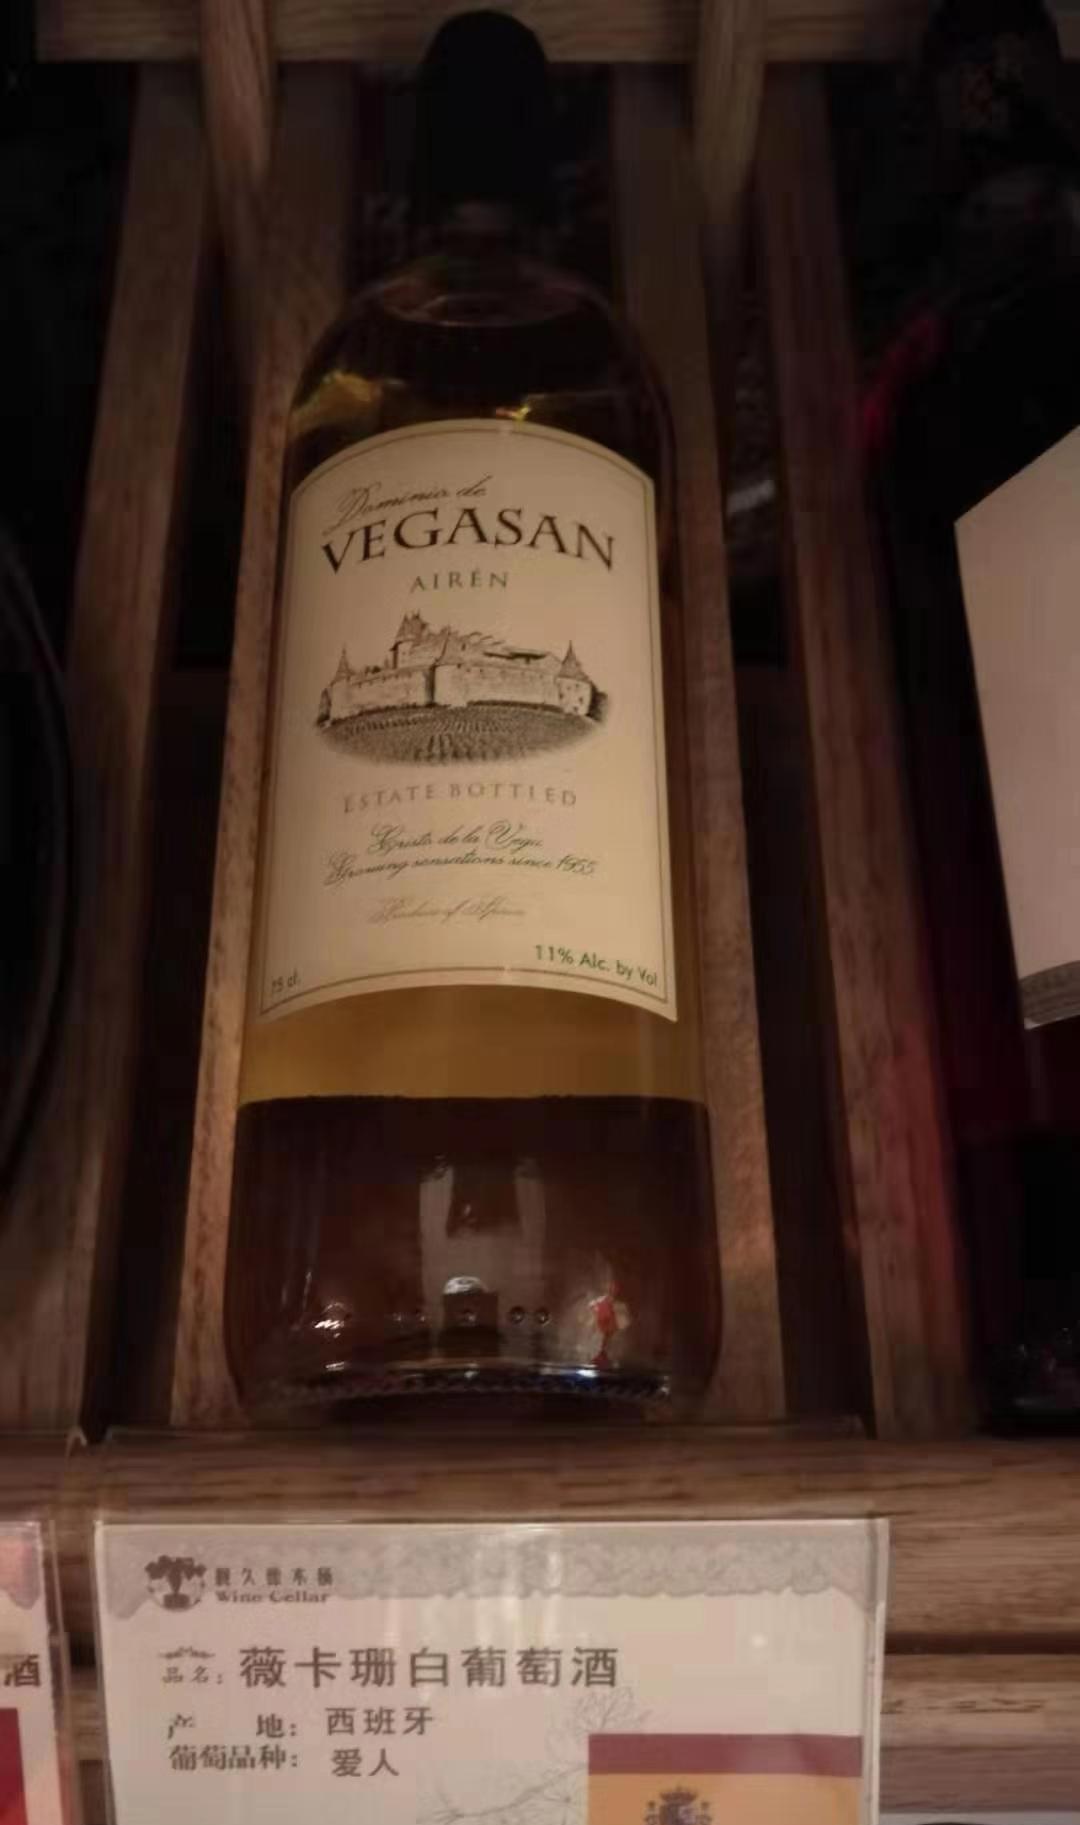 Dominio de
VEGASAN
AIRÉN
ESTATE BOTTLED
Cristo de la Vega
Growing sensations since 1955
Produce of Spain
11% Alc. by Vol
75 cl.
Wine Cellar
品名：薇卡珊白葡萄酒
产 地：西班牙
葡萄品种：爱人
酒